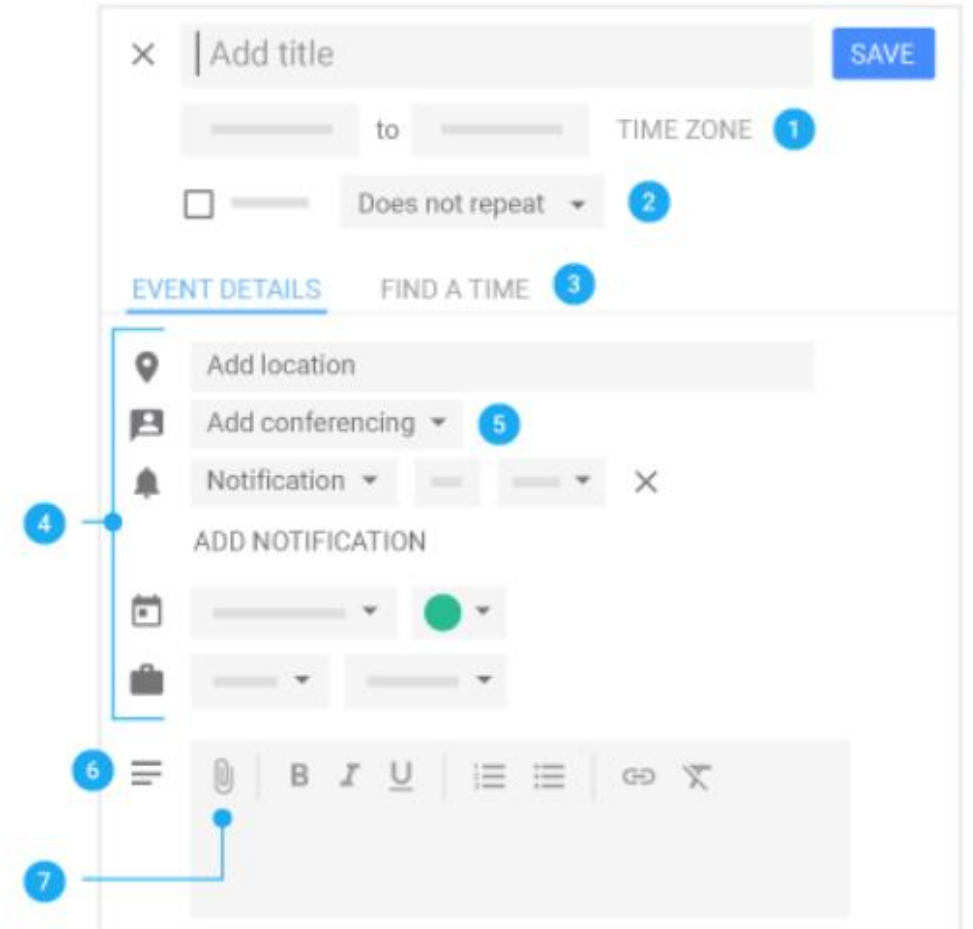 Add title SAVE
to TIME ZONE 1
Does not repeat 2
EVENT DETAILS FIND A TIME 3
Add location
Add conferencing 5
Notification
4
ADD NOTIFICATION
6 B I U
7